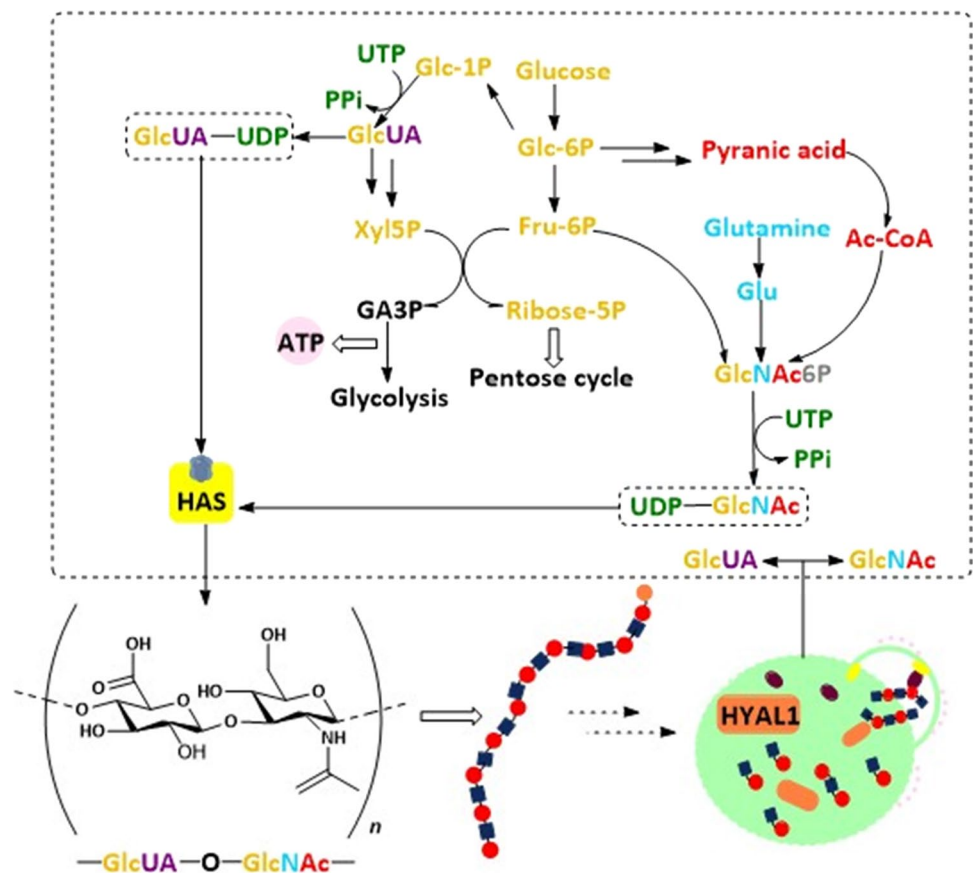 UTP
Glc-1P
Glucose
PPi
GlcUA—UDP
GlcUA
Glc-6P
Pyranic acid
Xyl5P
Fru-6P
Glutamine
Ac-CoA
Glu
GA3P
Ribose-5P
ATP
Pentose cycle
GlcNAc6P
Glycolysis
UTP
PPi
HAS
UDP—GlcNAc
GlcUA
GlcNAc
OH
OH
O
O
HO
O
O
HO
O
OH
NH
n
HYAL1
—GlcUA—O—GlcNAc—